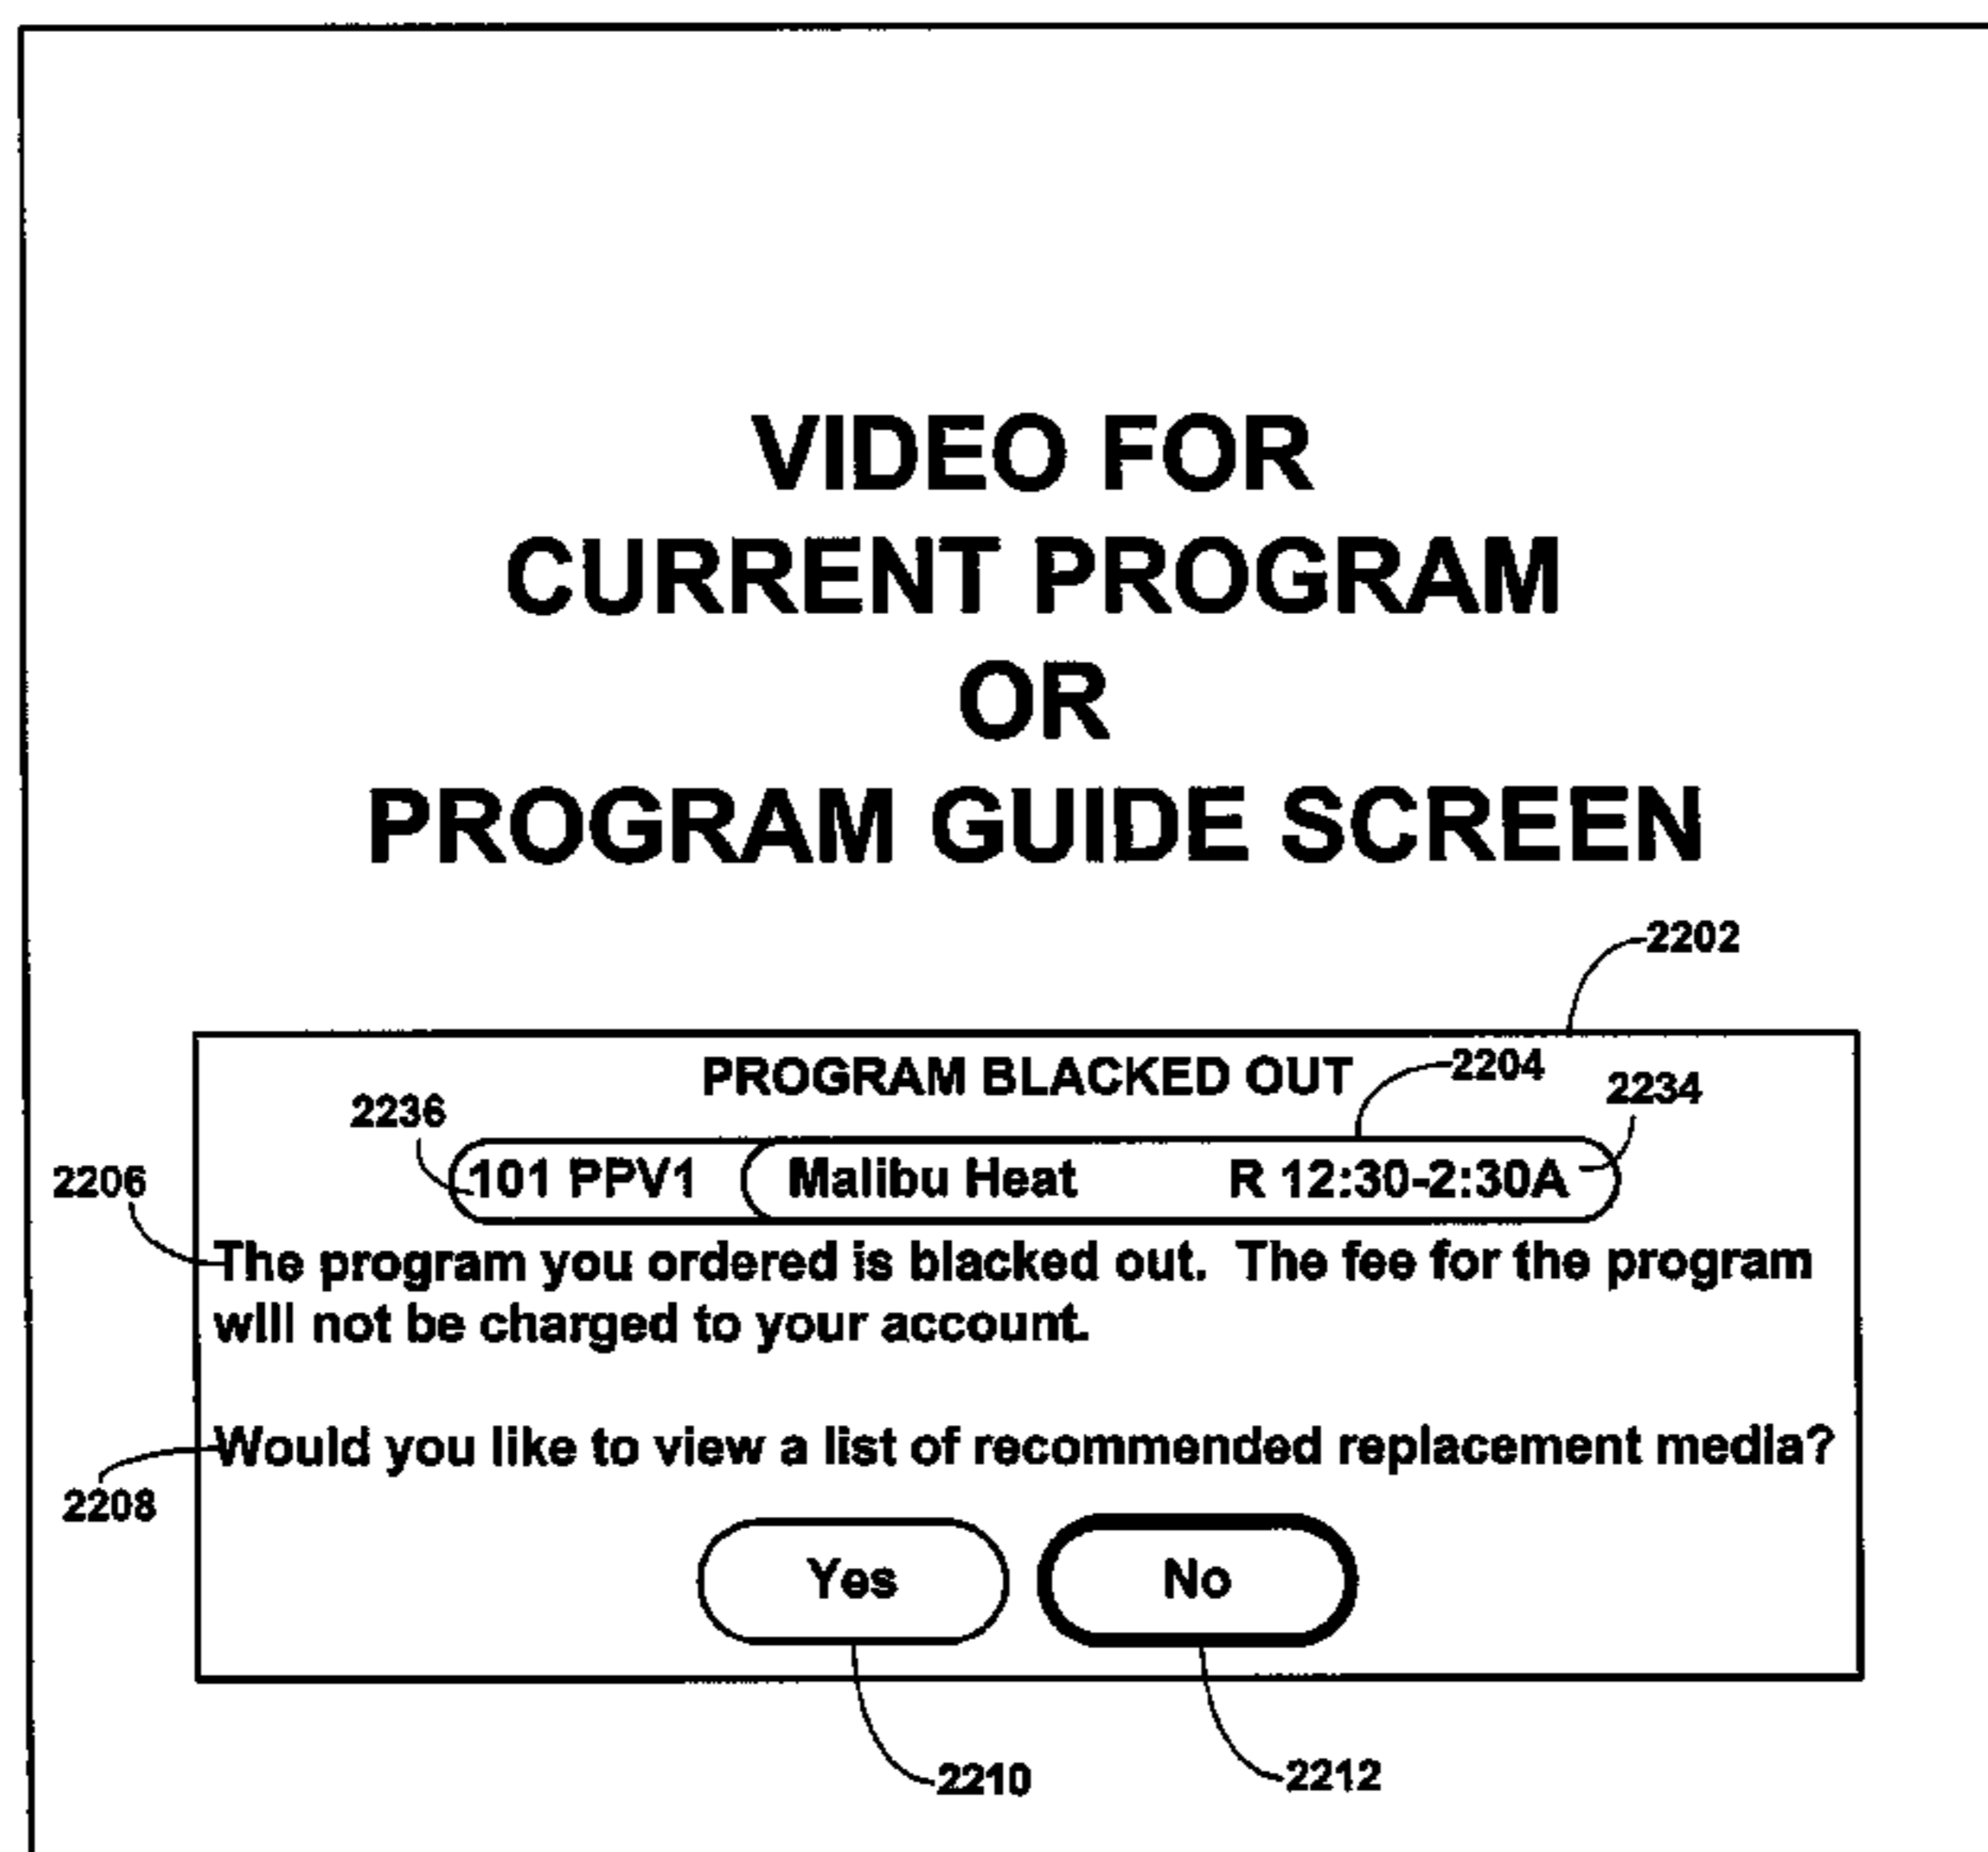 VIDEO FOR
CURRENT PROGRAM
OR
PROGRAM GUIDE SCREEN
2202
PROGRAM BLACKED OUT
2204
2234
2236
101 PPV1 Malibu Heat R 12:30-2:30A
2206
The program you ordered is blacked out. The fee for the program
will not be charged to your account.
Would you like to view a list of recommended replacement media?
2208
Yes No
2210
2212